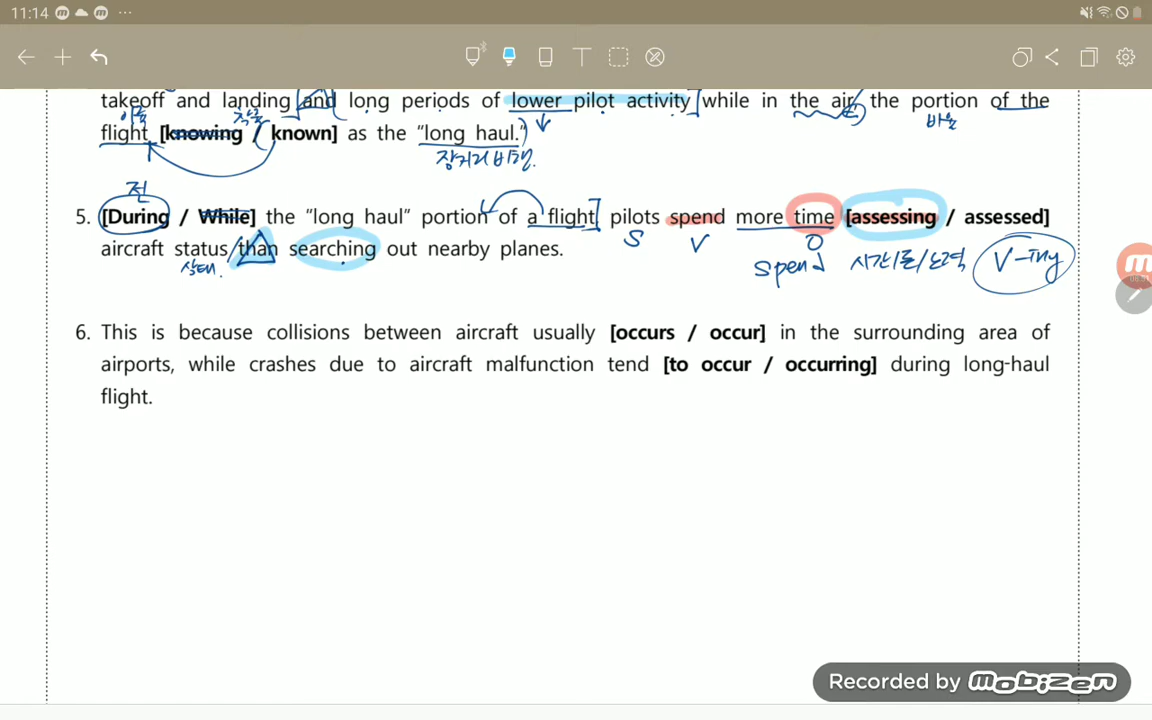 11:14
takeoff and landing and long periods of lower pilot activity while in the air, the portion of the
이륙 착륙 비율
flight [knowing / known] as the "long haul."
장거리 비행.
전
5. [During / While] the "long haul" portion of a flight, pilots spend more time [assessing / assessed]
S V O
aircraft status than searching out nearby planes.
상태. spend 시간/돈/노력 V-ing
6. This is because collisions between aircraft usually [occurs / occur] in the surrounding area of
airports, while crashes due to aircraft malfunction tend [to occur / occurring] during long-haul
flight.
Recorded by mobizen